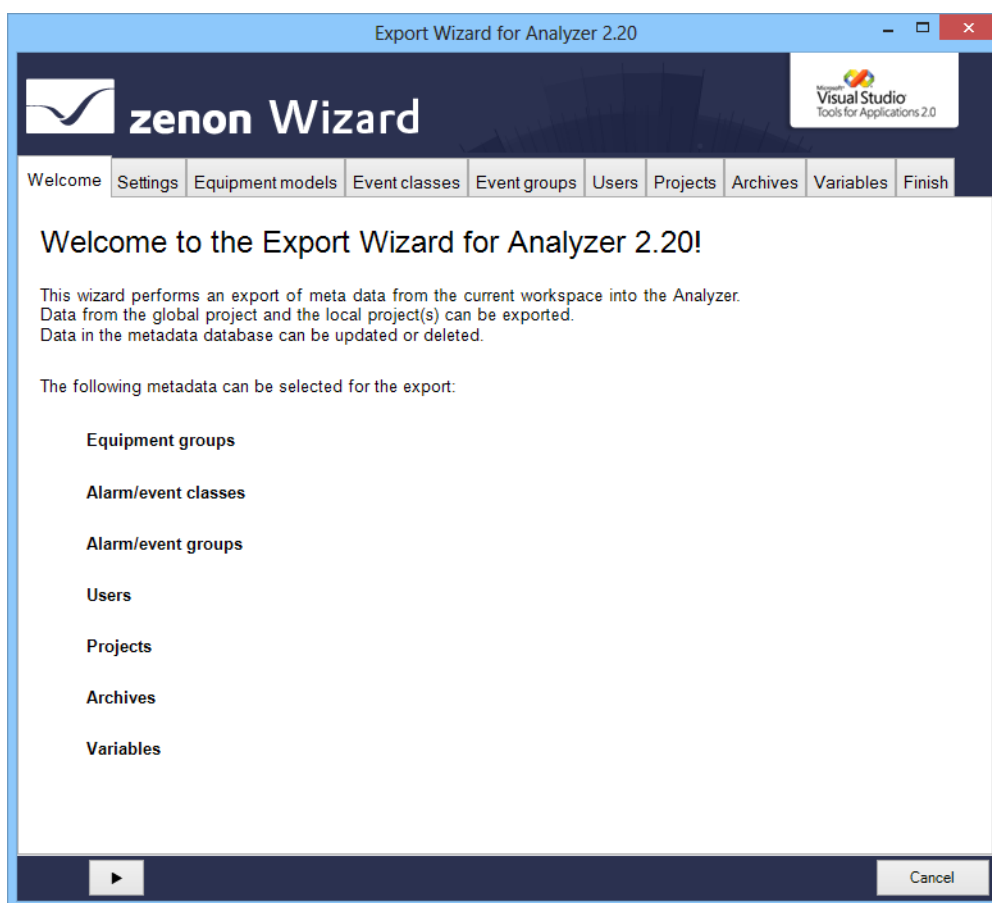 Export Wizard for Analyzer 2.20
zenon Wizard
Microsoft
Visual Studio
Tools for Applications 2.0
Welcome Settings Equipment models Event classes Event groups Users Projects Archives Variables Finish
Welcome to the Export Wizard for Analyzer 2.20!
This wizard performs an export of meta data from the current workspace into the Analyzer.
Data from the global project and the local project(s) can be exported.
Data in the metadata database can be updated or deleted.
The following metadata can be selected for the export:
Equipment groups
Alarm/event classes
Alarm/event groups
Users
Projects
Archives
Variables
Cancel